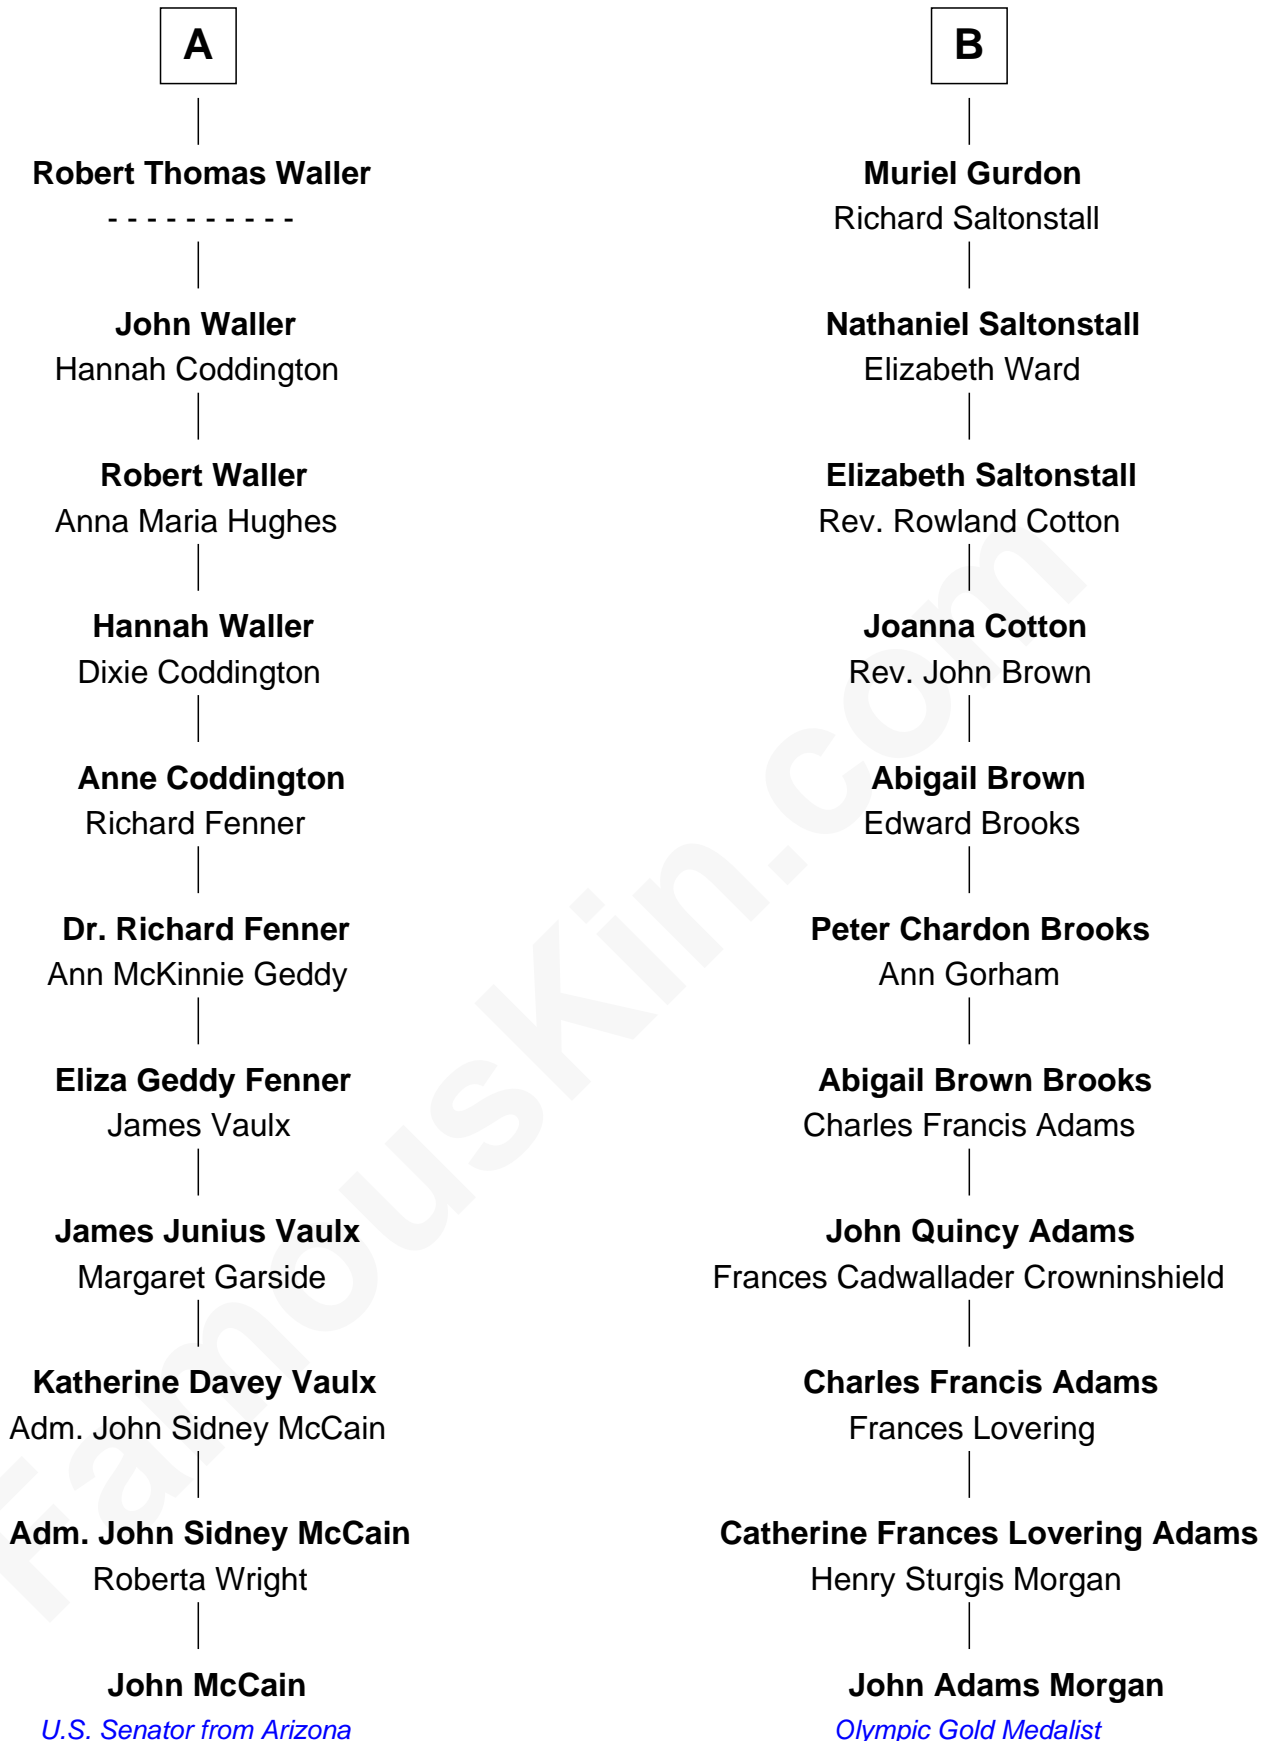 A
B
Robert Thomas Waller
- - - - - - - - - -
Muriel Gurdon
Richard Saltonstall
John Waller
Hannah Coddington
Nathaniel Saltonstall
Elizabeth Ward
Robert Waller
Anna Maria Hughes
Elizabeth Saltonstall
Rev. Rowland Cotton
Hannah Waller
Dixie Coddington
Joanna Cotton
Rev. John Brown
Anne Coddington
Richard Fenner
Abigail Brown
Edward Brooks
Dr. Richard Fenner
Ann McKinnie Geddy
Peter Chardon Brooks
Ann Gorham
Eliza Geddy Fenner
James Vaulx
Abigail Brown Brooks
Charles Francis Adams
James Junius Vaulx
Margaret Garside
John Quincy Adams
Frances Cadwallader Crowninshield
Katherine Davey Vaulx
Adm. John Sidney McCain
Charles Francis Adams
Frances Lovering
Adm. John Sidney McCain
Roberta Wright
Catherine Frances Lovering Adams
Henry Sturgis Morgan
John McCain
U.S. Senator from Arizona
John Adams Morgan
Olympic Gold Medalist
FamousKin.com